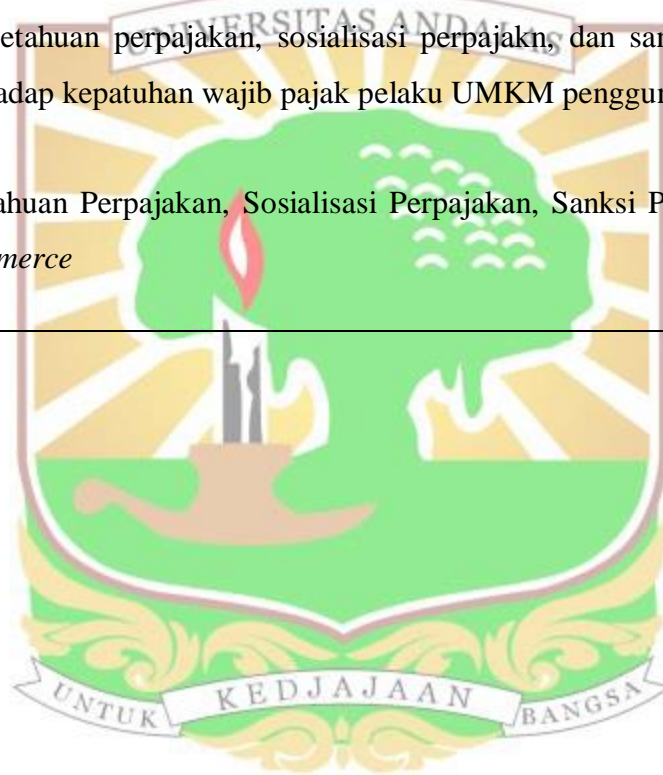 UNIVERSITAS ANDALAS
etahuan perpajakan, sosialisasi perpajakn, dan san
adap kepatuhan wajib pajak pelaku UMKM penggun
ahuan Perpajakan, Sosialisasi Perpajakan, Sanksi P
merce
UNTUK KEDJAJAAN BANGSA